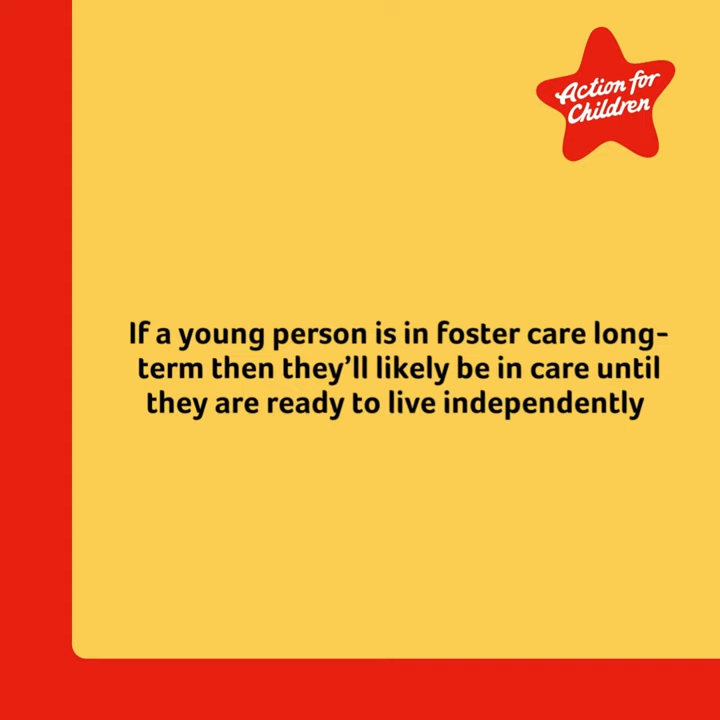 Action for
Children
If a young person is in foster care long-
term then they’ll likely be in care until
they are ready to live independently